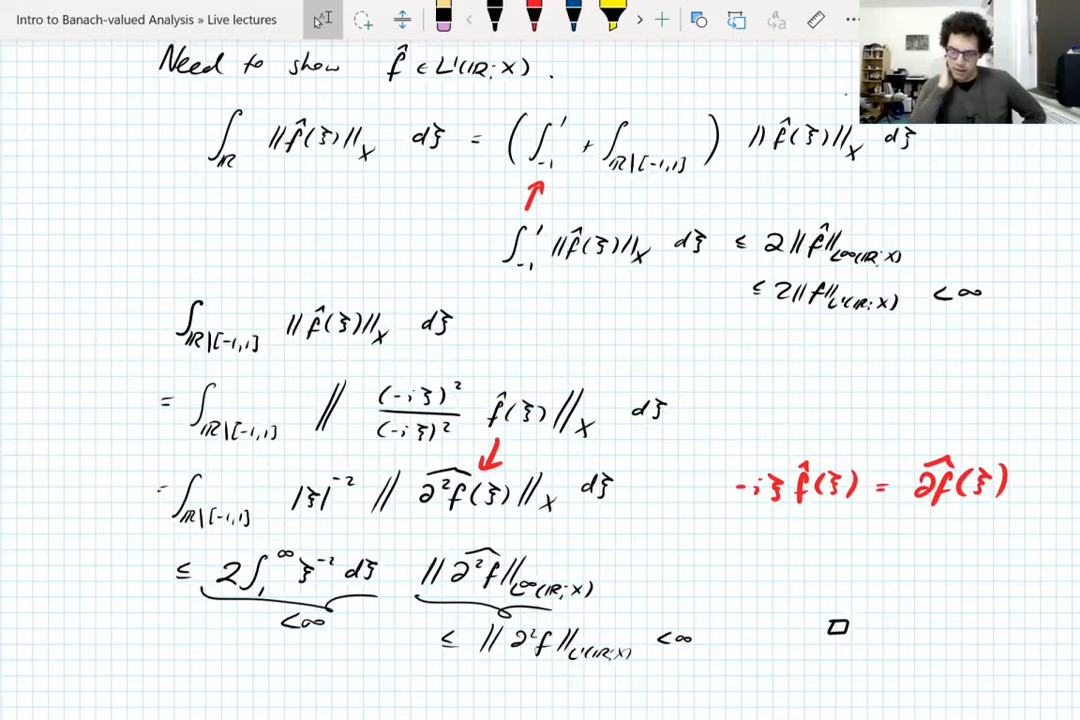 Intro to Banach-valued Analysis » Live lectures
Need to show f̂ ∈ L¹(ℝ; X).
∫_ℝ ‖f̂(ξ)‖_X dξ = (∫_{-1}^{1} + ∫_{ℝ\[-1,1]}) ‖f̂(ξ)‖_X dξ
∫_{-1}^{1} ‖f̂(ξ)‖_X dξ ≤ 2‖f̂‖_{L^∞(ℝ;X)}
≤ 2‖f‖_{L¹(ℝ;X)} < ∞
∫_{ℝ\[-1,1]} ‖f̂(ξ)‖_X dξ
= ∫_{ℝ\[-1,1]} ‖ (-iξ)² / (-iξ)² f̂(ξ) ‖_X dξ
= ∫_{ℝ\[-1,1]} |ξ|^{-2} ‖ \widehat{∂²f}(ξ) ‖_X dξ
-iξ f̂(ξ) = \widehat{∂f}(ξ)
≤ 2∫_1^∞ ξ^{-2} dξ ‖\widehat{∂²f}‖_{L^∞(ℝ;X)}
<∞
≤ ‖∂²f‖_{L¹(ℝ;X)} < ∞ □